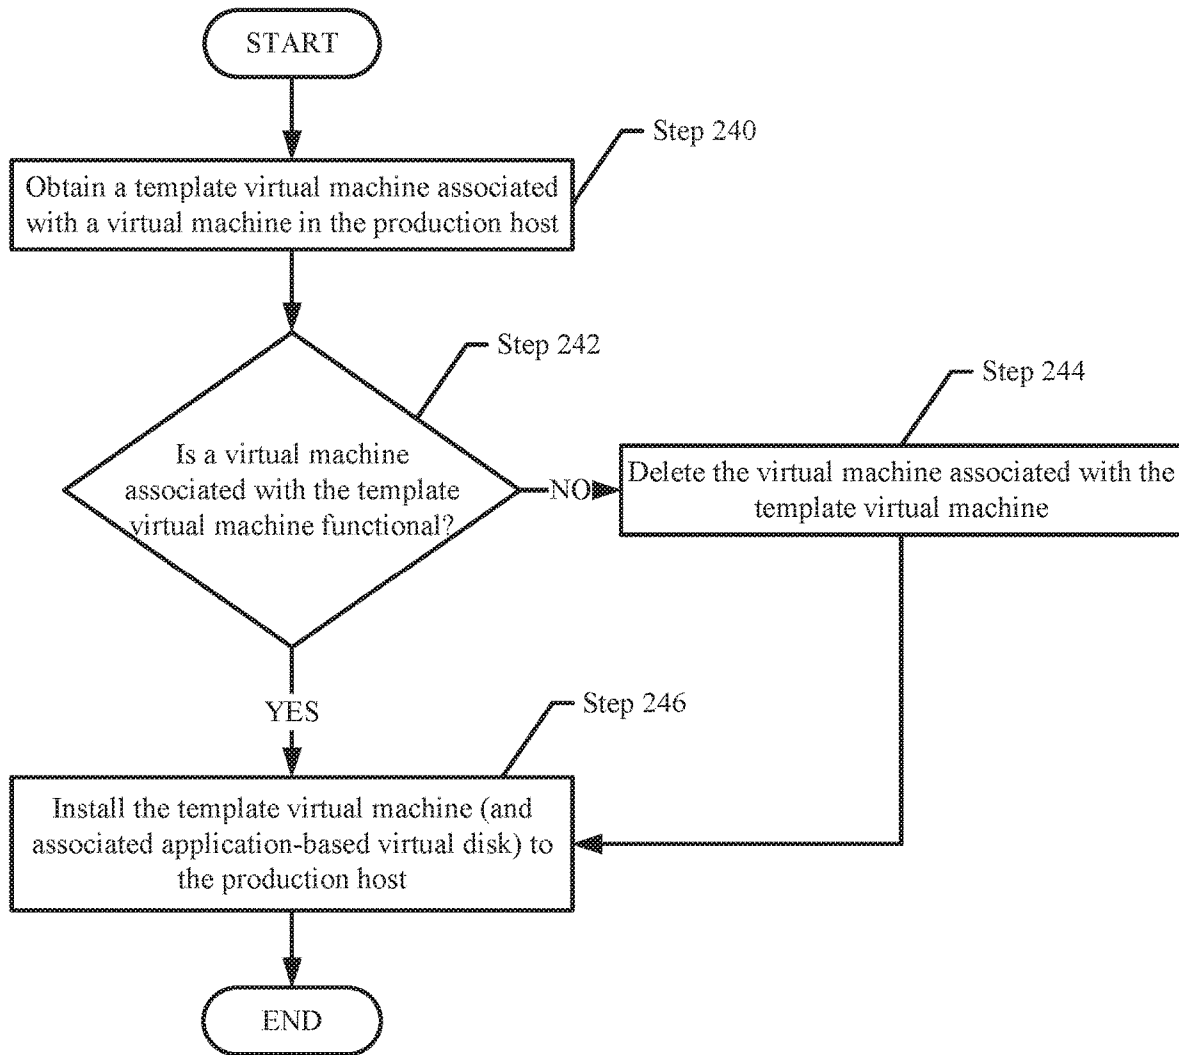 START
Step 240
Obtain a template virtual machine associated
with a virtual machine in the production host
Step 242
Is a virtual machine
associated with the template
virtual machine functional?
NO
Step 244
Delete the virtual machine associated with the
template virtual machine
YES
Step 246
Install the template virtual machine (and
associated application-based virtual disk) to
the production host
END